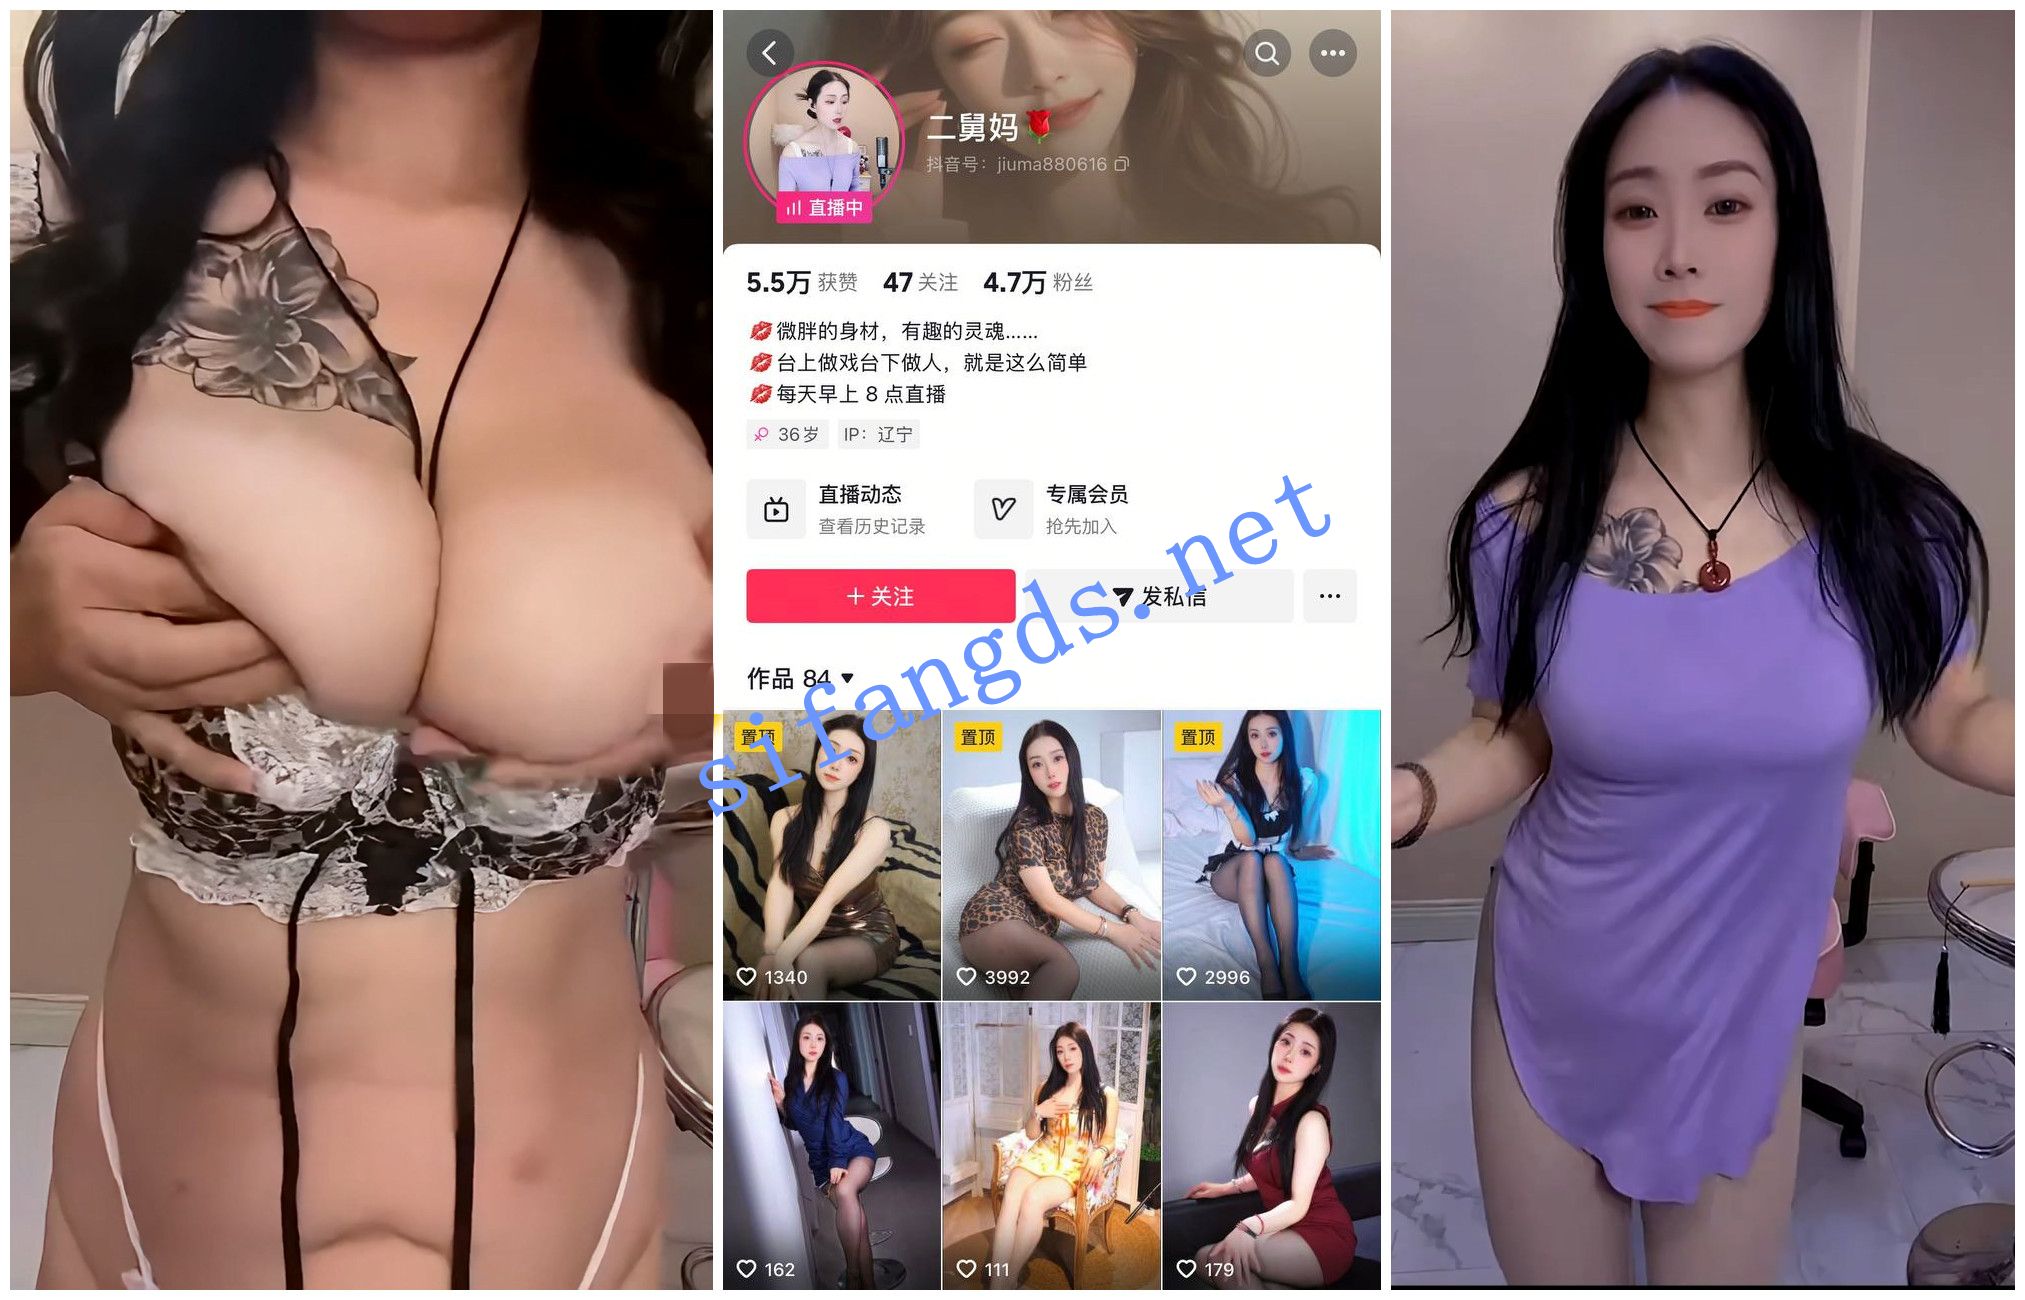 二舅妈🌹
抖音号：jiuma880616
直播中
5.5万 获赞 47 关注 4.7万 粉丝
💋微胖的身材，有趣的灵魂……
💋台上做戏台下做人，就是这么简单
💋每天早上 8 点直播
36岁 IP：辽宁
直播动态 专属会员
查看历史记录 抢先加入
+ 关注 发私信 ···
作品 84
sifangds.net
置顶 置顶 置顶
1340 3992 2996
162 111 179